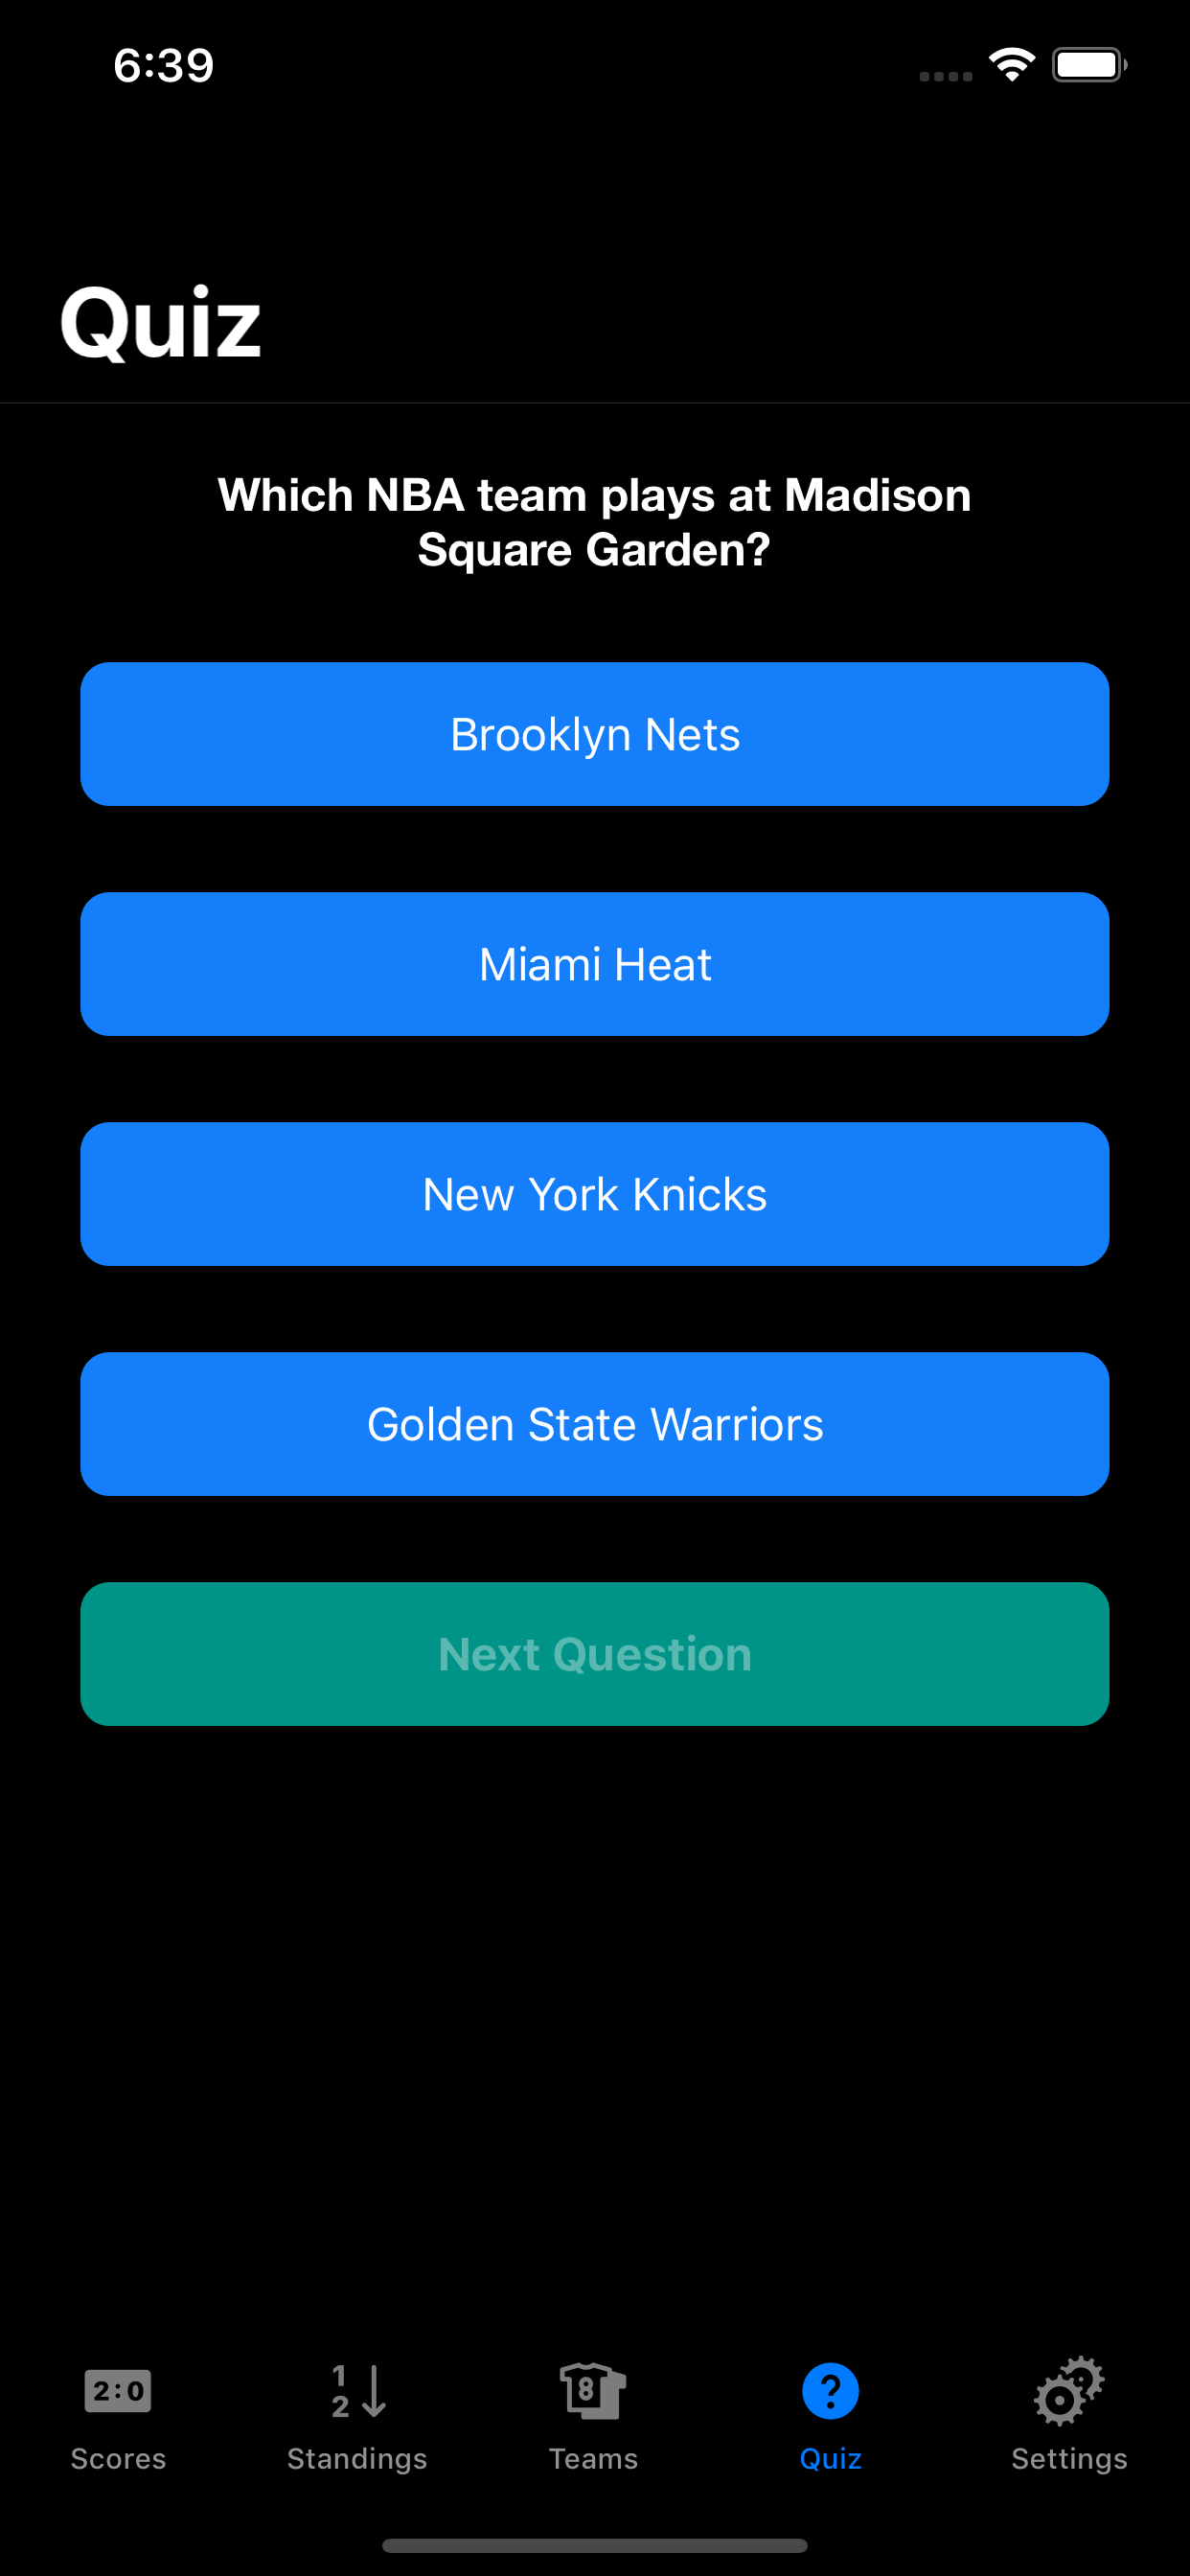 6:39
Quiz
Which NBA team plays at Madison
Square Garden?
Brooklyn Nets
Miami Heat
New York Knicks
Golden State Warriors
Next Question
2:0
1
2
8
?
Scores
Standings
Teams
Quiz
Settings